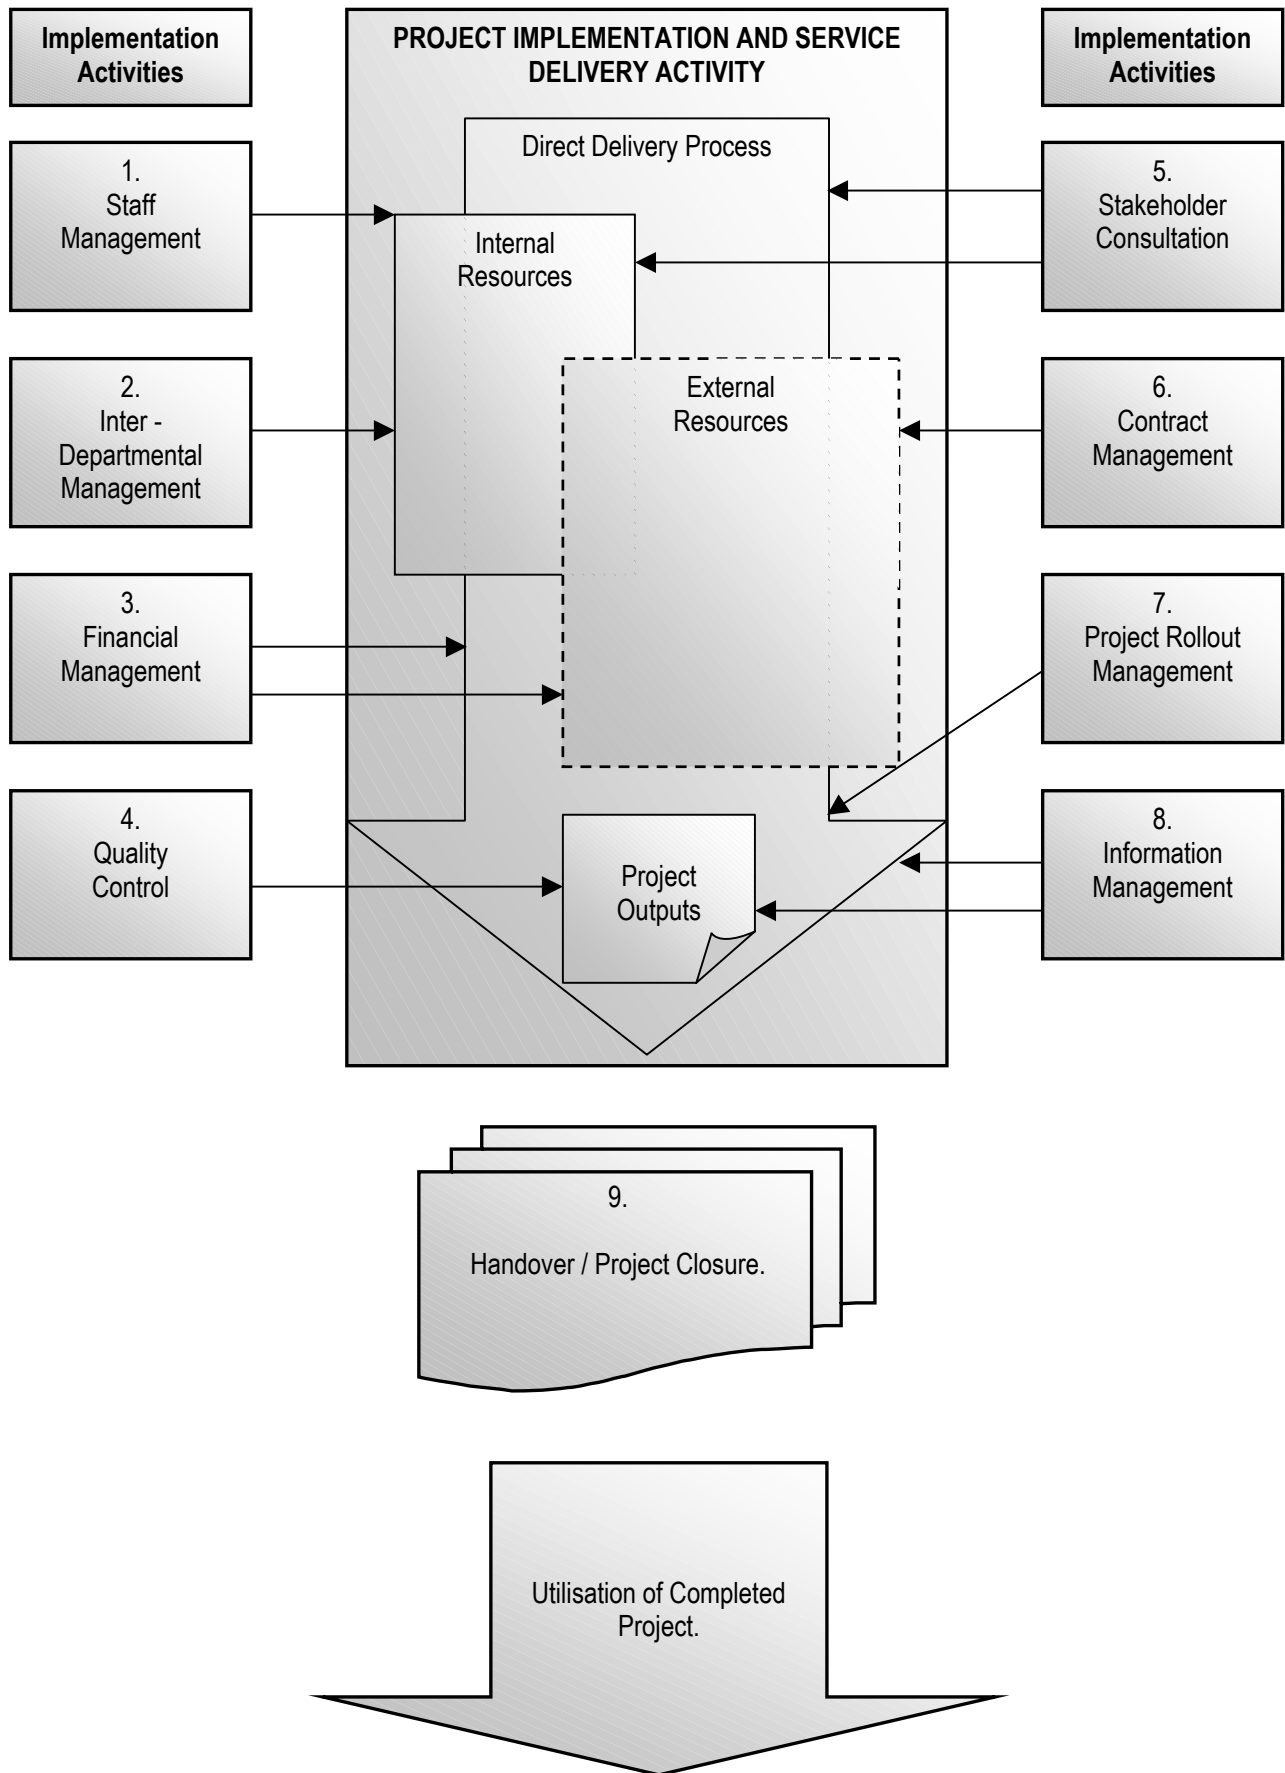 Implementation
Activities
PROJECT IMPLEMENTATION AND SERVICE
DELIVERY ACTIVITY
Implementation
Activities
Direct Delivery Process
1.
Staff
Management
5.
Stakeholder
Consultation
Internal
Resources
2.
Inter -
Departmental
Management
External
Resources
6.
Contract
Management
3.
Financial
Management
7.
Project Rollout
Management
4.
Quality
Control
Project
Outputs
8.
Information
Management
9.
Handover / Project Closure.
Utilisation of Completed
Project.